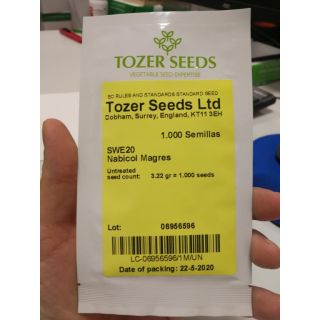 TOZER SEEDS
VEGETABLE SEED EXPERTISE
EC RULES AND STANDARDS STANDARD SEED
Tozer Seeds Ltd
Cobham, Surrey, England, KT11 3EH
1.000 Semillas
SWE20
Nabicol Magres
Untreated
seed count: 3.22 gr = 1.000 seeds
Lot: 06956596
LC-06956596/1M/UN
Date of packing: 22-5-2020